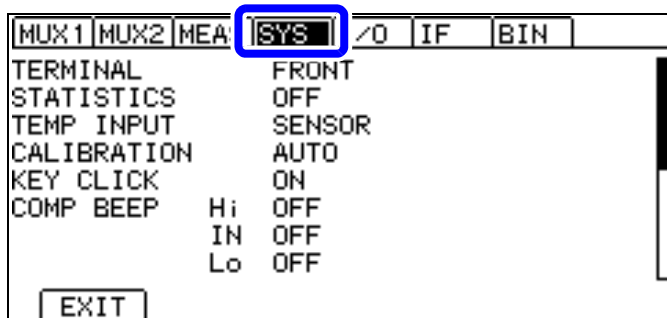 MUX1 MUX2 MEA SYS /O IF BIN
TERMINAL FRONT
STATISTICS OFF
TEMP INPUT SENSOR
CALIBRATION AUTO
KEY CLICK ON
COMP BEEP Hi OFF
IN OFF
Lo OFF
EXIT